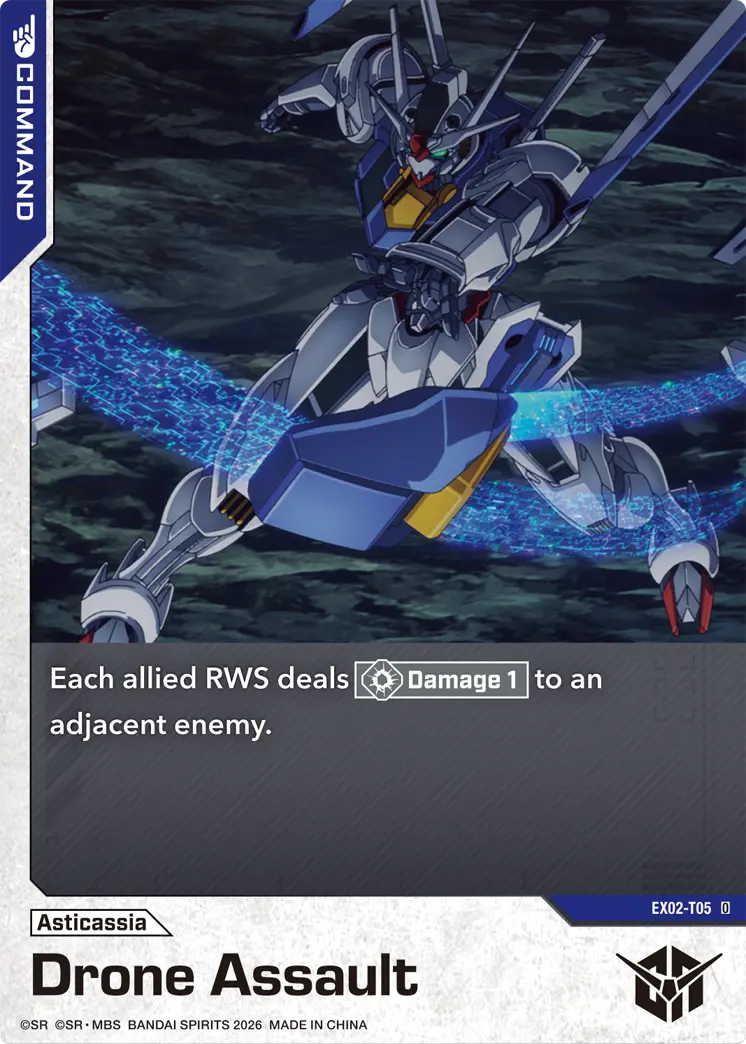 COMMAND
Each allied RWS deals Damage 1 to an
adjacent enemy.
EX02-T05 0
Asticassia
Drone Assault
©SR ©SR・MBS BANDAI SPIRITS 2026 MADE IN CHINA